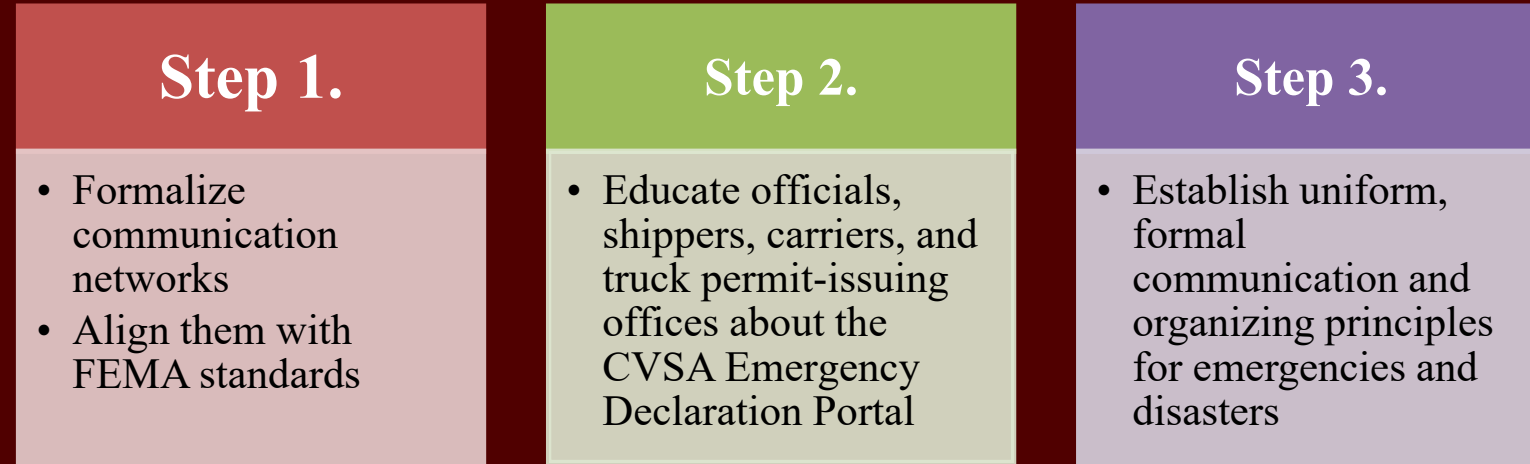 Step 1.
• Formalize
communication
networks
• Align them with
FEMA standards
Step 2.
• Educate officials,
shippers, carriers, and
truck permit-issuing
offices about the
CVSA Emergency
Declaration Portal
Step 3.
• Establish uniform,
formal
communication and
organizing principles
for emergencies and
disasters